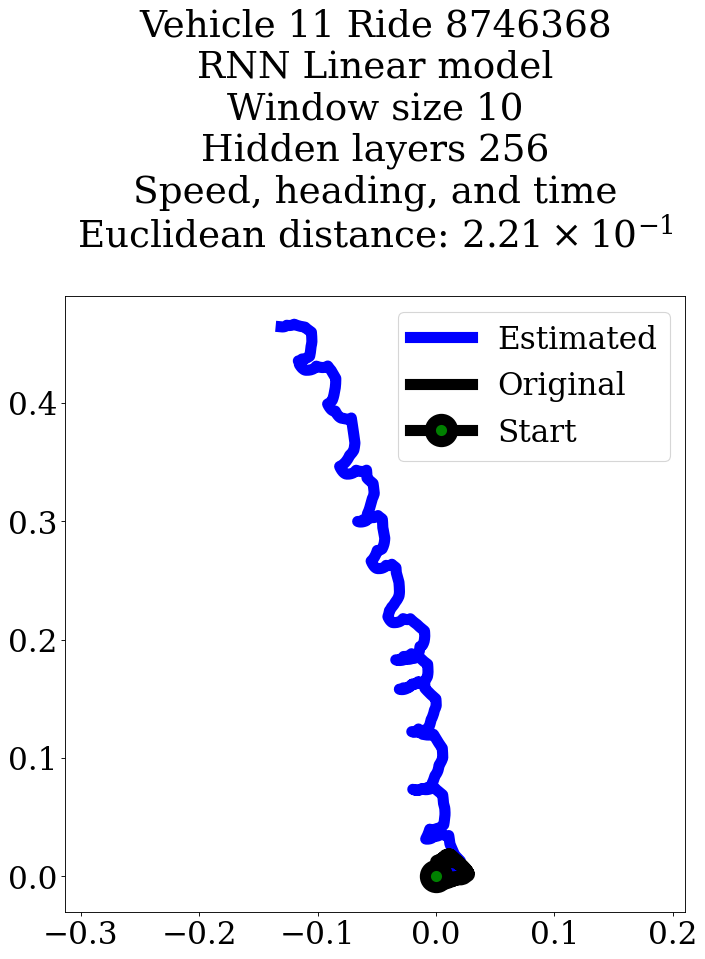 Vehicle 11 Ride 8746368
RNN Linear model
Window size 10
Hidden layers 256
Speed, heading, and time
Euclidean distance: 2.21 × 10⁻¹
Estimated
Original
Start
0.4
0.3
0.2
0.1
0.0
−0.3 −0.2 −0.1 0.0 0.1 0.2